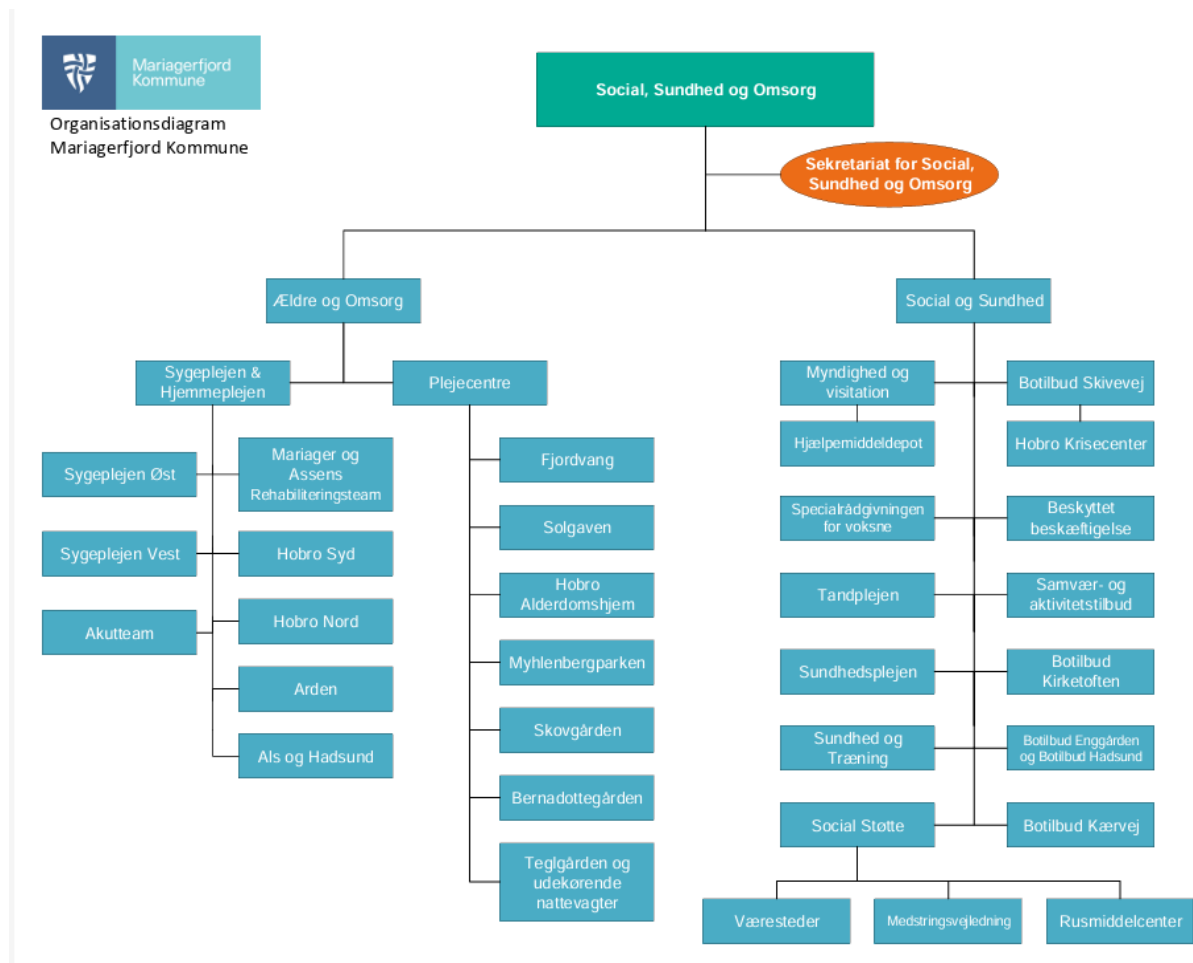 Mariagerfjord
Kommune
Organisationsdiagram
Mariagerfjord Kommune
Social, Sundhed og Omsorg
Sekretariat for Social,
Sundhed og Omsorg
Ældre og Omsorg
Social og Sundhed
Sygeplejen &
Hjemmeplejen
Plejecentre
Sygeplejen Øst
Sygeplejen Vest
Akutteam
Mariager og
Assens
Rehabiliteringsteam
Hobro Syd
Hobro Nord
Arden
Als og Hadsund
Fjordvang
Solgaven
Hobro
Alderdomshjem
Myhlenbergparken
Skovgården
Bernadottegården
Teglgården og
udekørende
nattevagter
Myndighed og
visitation
Hjælpemiddeldepot
Specialrådgivningen
for voksne
Tandplejen
Sundhedsplejen
Sundhed og
Træning
Social Støtte
Botilbud Skivevej
Hobro Krisecenter
Beskyttet
beskæftigelse
Samvær- og
aktivitetstilbud
Botilbud
Kirketoften
Botilbud Enggården
og Botilbud Hadsund
Botilbud Kærvej
Væresteder
Medstringsvejledning
Rusmiddelcenter